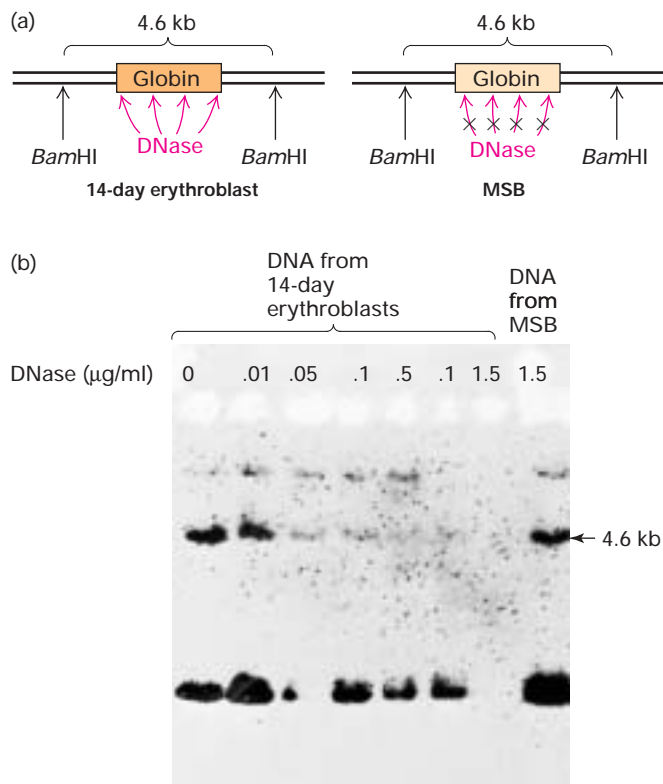 (a)
4.6 kb
4.6 kb
Globin
Globin
DNase
DNase
BamHI
BamHI
BamHI
BamHI
14-day erythroblast
MSB
(b)
DNA from
14-day
erythroblasts
DNA
from
MSB
DNase (μg/ml) 0 .01 .05 .1 .5 .1 1.5 1.5
4.6 kb